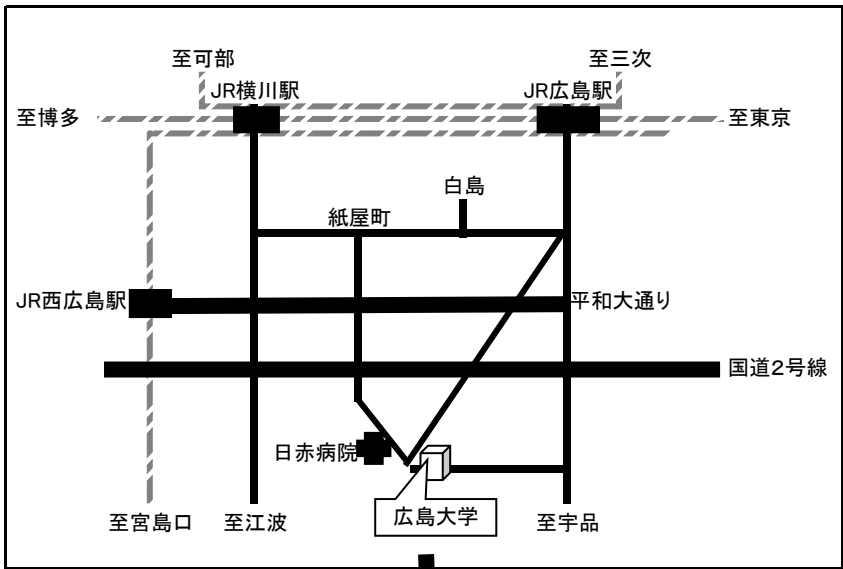 至可部
至三次
JR横川駅
JR広島駅
至博多
至東京
白島
紙屋町
JR西広島駅
平和大通り
国道2号線
日赤病院
広島大学
至宮島口
至江波
至宇品